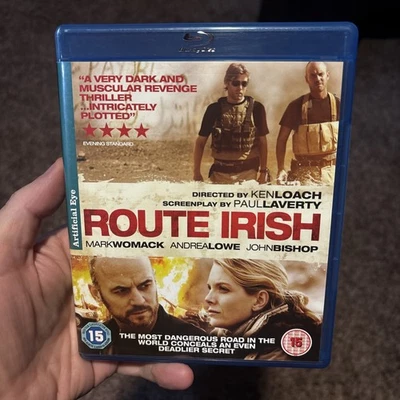 "A VERY DARK AND
MUSCULAR REVENGE
THRILLER
...INTRICATELY
PLOTTED"
EVENING STANDARD
DIRECTED BY KEN LOACH
SCREENPLAY BY PAUL LAVERTY
Artificial Eye
ROUTE IRISH
MARK WOMACK ANDREA LOWE JOHN BISHOP
THE MOST DANGEROUS ROAD IN THE
WORLD CONCEALS AN EVEN
DEADLIER SECRET
15
15